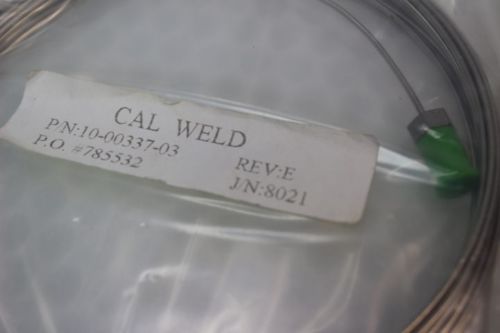 CAL WELD
P/N:10-00337-03
REV:E
P.O. #785532
J/N:8021